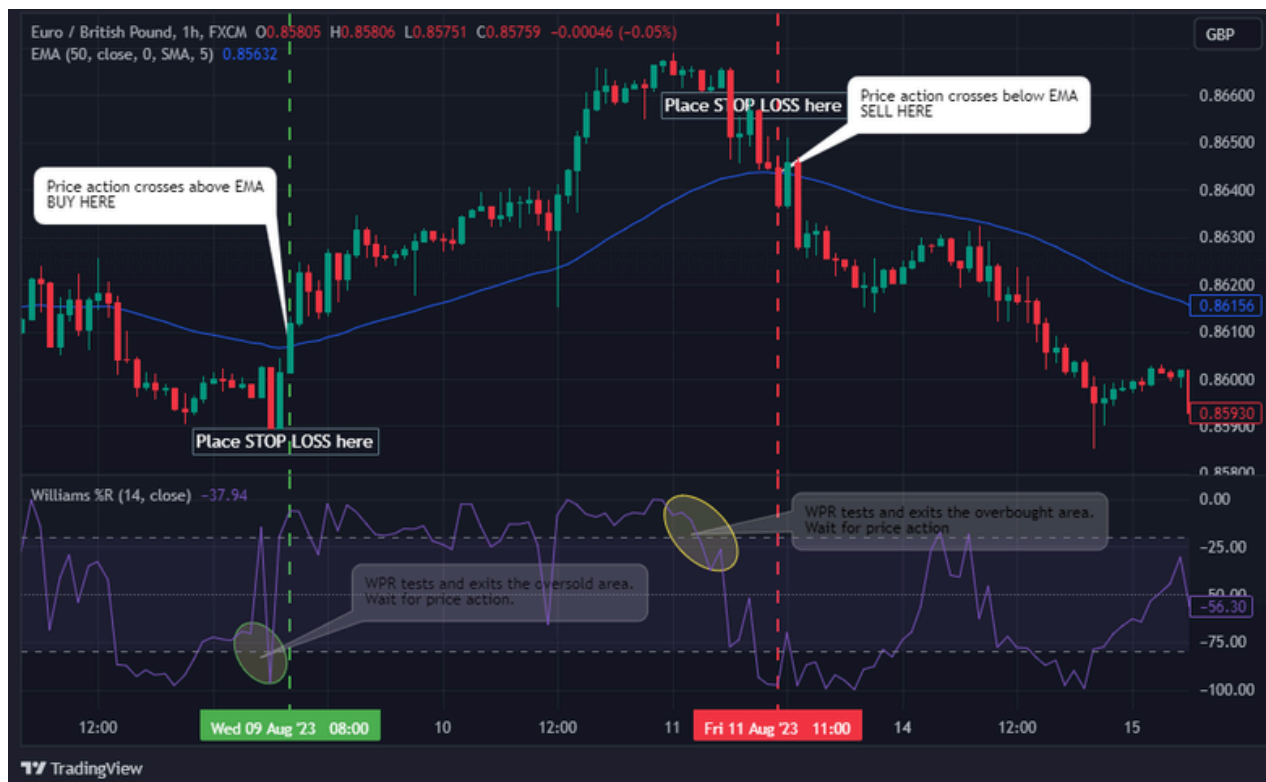 Euro / British Pound, 1h, FXCM O0.85805 H0.85806 L0.85751 C0.85759 −0.00046 (−0.05%)
EMA (50, close, 0, SMA, 5) 0.85632
GBP
Place STOP LOSS here
Price action crosses below EMA
SELL HERE
Price action crosses above EMA
BUY HERE
Place STOP LOSS here
0.86600
0.86500
0.86400
0.86300
0.86200
0.86156
0.86100
0.86000
0.85930
0.85900
0.85800
Williams %R (14, close) −37.94
WPR tests and exits the overbought area.
Wait for price action
WPR tests and exits the oversold area.
Wait for price action.
0.00
−25.00
−50.00
−56.30
−75.00
−100.00
12:00
Wed 09 Aug '23 08:00
10
12:00
11
Fri 11 Aug '23 11:00
14
12:00
15
TradingView